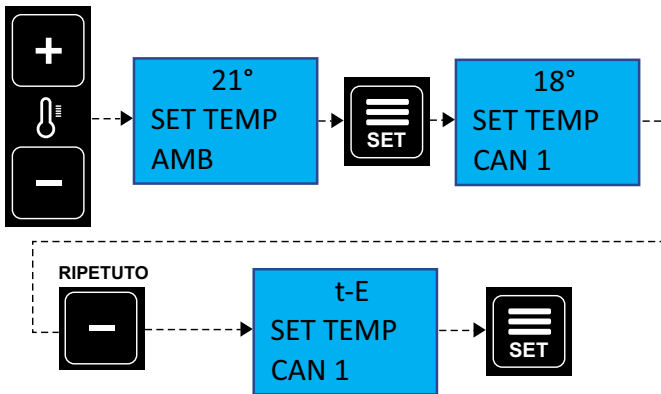 +
−
21°
SET TEMP
AMB
SET
18°
SET TEMP
CAN 1
RIPETUTO
−
t-E
SET TEMP
CAN 1
SET